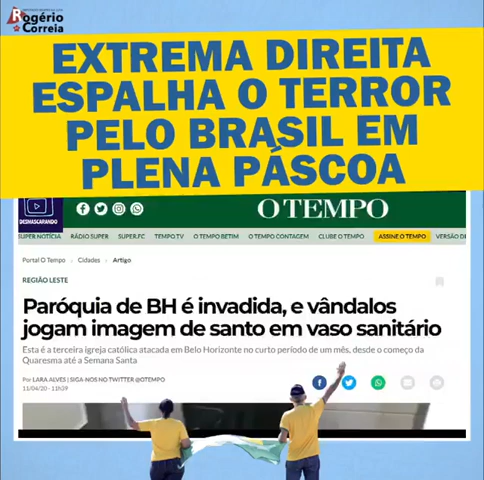 Rogério
Correia
EXTREMA DIREITA
ESPALHA O TERROR
PELO BRASIL EM
PLENA PÁSCOA
DESMASCARANDO
O TEMPO
SUPER NOTÍCIA RÁDIO SUPER SUPER.FC TEMPO TV O TEMPO BETIM O TEMPO CONTAGEM CLUBE O TEMPO ASSINE O TEMPO VERSÃO DI
Portal O Tempo > Cidades > Artigo
REGIÃO LESTE
Paróquia de BH é invadida, e vândalos
jogam imagem de santo em vaso sanitário
Esta é a terceira igreja católica atacada em Belo Horizonte no curto período de um mês, desde o começo da
Quaresma até a Semana Santa
Por LARA ALVES | SIGA-NOS NO TWITTER @OTEMPO
11/04/20 - 11h39